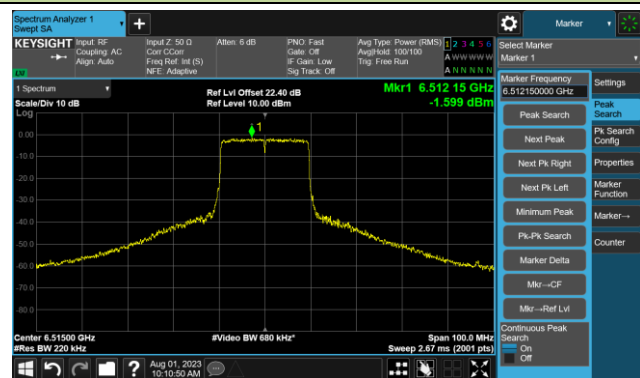 Spectrum Analyzer 1
Swept SA
Marker
KEYSIGHT
Input: RF
Coupling: AC
Align: Auto
Input Z: 50 Ω
Corr CCorr
Freq Ref: Int (S)
NFE: Adaptive
Atten: 6 dB
PNO: Fast
Gate: Off
IF Gain: Low
Sig Track: Off
Avg Type: Power (RMS)
Avg|Hold: 100/100
Trig: Free Run
1 2 3 4 5 6
A W W W W W
A N N N N N
Select Marker
Marker 1
1 Spectrum
Scale/Div 10 dB
Log
Ref Lvl Offset 22.40 dB
Ref Level 10.00 dBm
Mkr1 6.512 15 GHz
-1.599 dBm
1
0.00
-10.0
-20.0
-30.0
-40.0
-50.0
-60.0
-70.0
-80.0
Center 6.51500 GHz
#Res BW 220 kHz
#Video BW 680 kHz*
Span 100.0 MHz
Sweep 2.67 ms (2001 pts)
Marker Frequency
6.512150000 GHz
Peak Search
Next Peak
Next Pk Right
Next Pk Left
Minimum Peak
Pk-Pk Search
Marker Delta
Mkr→CF
Mkr→Ref Lvl
Continuous Peak
Search
On
Off
Settings
Peak
Search
Pk Search
Config
Properties
Marker
Function
Marker→
Counter
Aug 01, 2023
10:10:50 AM